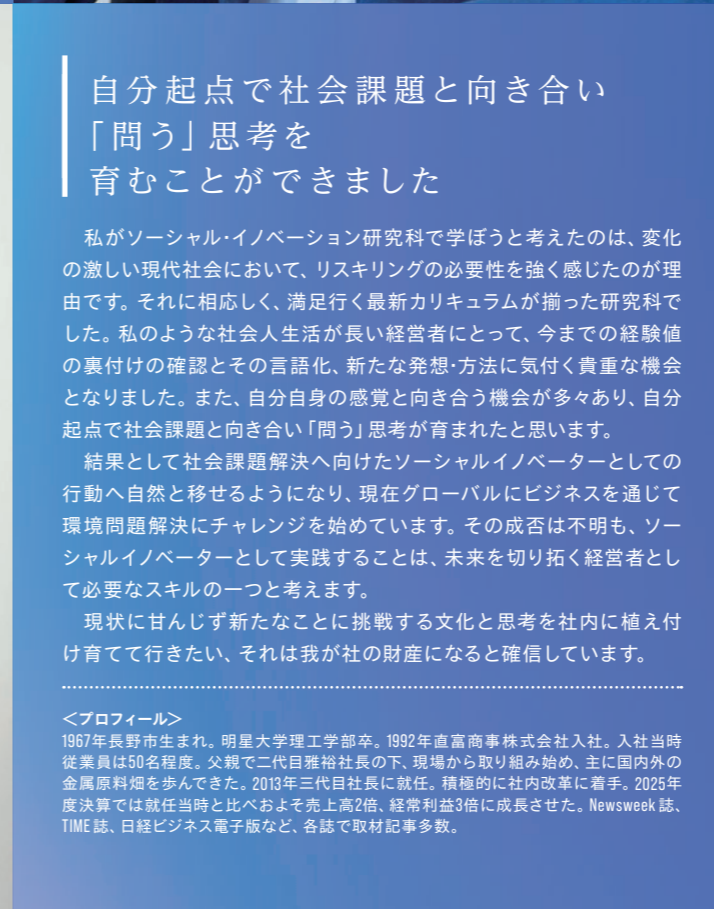 自分起点で社会課題と向き合い
「問う」思考を
育むことができました
私がソーシャル・イノベーション研究科で学ぼうと考えたのは、変化
の激しい現代社会において、リスキリングの必要性を強く感じたのが理
由です。それに相応しく、満足行く最新カリキュラムが揃った研究科で
した。私のような社会人生活が長い経営者にとって、今までの経験値
の裏付けの確認とその言語化、新たな発想・方法に気付く貴重な機会
となりました。また、自分自身の感覚と向き合う機会が多々あり、自分
起点で社会課題と向き合い「問う」思考が育まれたと思います。
結果として社会課題解決へ向けたソーシャルイノベーターとしての
行動へ自然と移せるようになり、現在グローバルにビジネスを通じて
環境問題解決にチャレンジを始めています。その成否は不明も、ソー
シャルイノベーターとして実践することは、未来を切り拓く経営者とし
て必要なスキルの一つと考えます。
現状に甘んじず新たなことに挑戦する文化と思考を社内に植え付
け育てて行きたい、それは我が社の財産になると確信しています。
＜プロフィール＞
1967年長野市生まれ。明星大学理工学部卒。1992年直富商事株式会社入社。入社当時
従業員は50名程度。父親で二代目雅裕社長の下、現場から取り組み始め、主に国内外の
金属原料畑を歩んできた。2013年三代目社長に就任。積極的に社内改革に着手。2025年
度決算では就任当時と比べおよそ売上高2倍、経常利益3倍に成長させた。Newsweek誌、
TIME誌、日経ビジネス電子版など、各誌で取材記事多数。